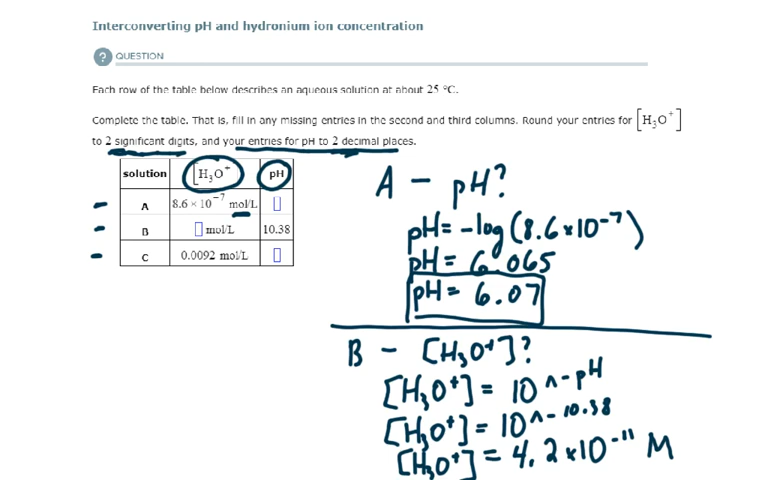 Interconverting pH and hydronium ion concentration
? QUESTION
Each row of the table below describes an aqueous solution at about 25 °C.
Complete the table. That is, fill in any missing entries in the second and third columns. Round your entries for [H₃O⁺]
to 2 significant digits, and your entries for pH to 2 decimal places.
solution [H₃O⁺ pH
A 8.6 × 10⁻⁷ mol/L
B mol/L 10.38
C 0.0092 mol/L
A - pH?
pH = -log(8.6x10⁻⁷)
pH = 6.065
pH = 6.07
B - [H₃O⁺]?
[H₃O⁺] = 10^-pH
[H₃O⁺] = 10^-10.38
[H₃O⁺] = 4.2x10⁻¹¹ M